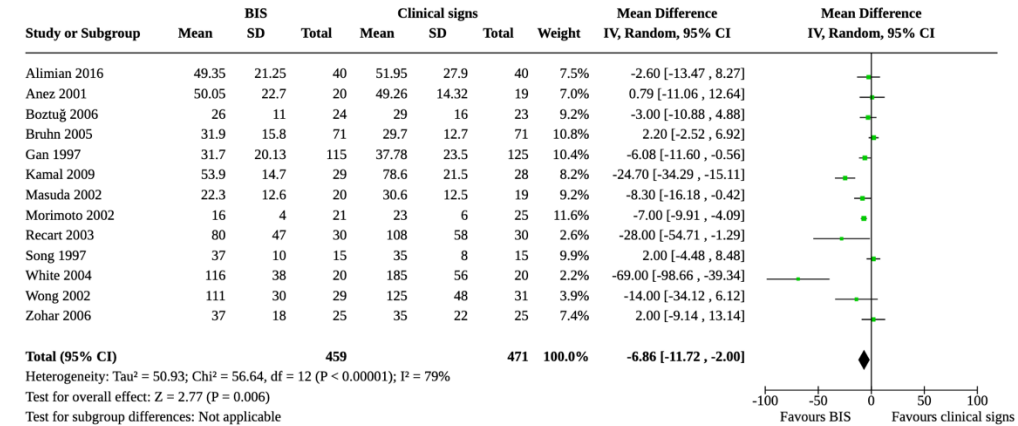 BIS Clinical signs Mean Difference Mean Difference
Study or Subgroup Mean SD Total Mean SD Total Weight IV, Random, 95% CI IV, Random, 95% CI
Alimian 2016 49.35 21.25 40 51.95 27.9 40 7.5% -2.60 [-13.47 , 8.27]
Anez 2001 50.05 22.7 20 49.26 14.32 19 7.0% 0.79 [-11.06 , 12.64]
Boztuğ 2006 26 11 24 29 16 23 9.2% -3.00 [-10.88 , 4.88]
Bruhn 2005 31.9 15.8 71 29.7 12.7 71 10.8% 2.20 [-2.52 , 6.92]
Gan 1997 31.7 20.13 115 37.78 23.5 125 10.4% -6.08 [-11.60 , -0.56]
Kamal 2009 53.9 14.7 29 78.6 21.5 28 8.2% -24.70 [-34.29 , -15.11]
Masuda 2002 22.3 12.6 20 30.6 12.5 19 9.2% -8.30 [-16.18 , -0.42]
Morimoto 2002 16 4 21 23 6 25 11.6% -7.00 [-9.91 , -4.09]
Recart 2003 80 47 30 108 58 30 2.6% -28.00 [-54.71 , -1.29]
Song 1997 37 10 15 35 8 15 10.0% 2.00 [-4.48 , 8.48]
White 2004 116 38 20 185 56 20 2.2% -69.00 [-98.66 , -39.34]
Wong 2002 111 30 29 125 48 31 3.9% -14.00 [-34.12 , 6.12]
Zohar 2006 37 18 25 35 22 25 7.4% 2.00 [-9.14 , 13.14]
Total (95% CI) 459 471 100.0% -6.86 [-11.72 , -2.00]
Heterogeneity: Tau² = 50.93; Chi² = 56.64, df = 12 (P < 0.00001); I² = 79%
Test for overall effect: Z = 2.77 (P = 0.006)
Test for subgroup differences: Not applicable
-100 -50 0 50 100
Favours BIS Favours clinical signs